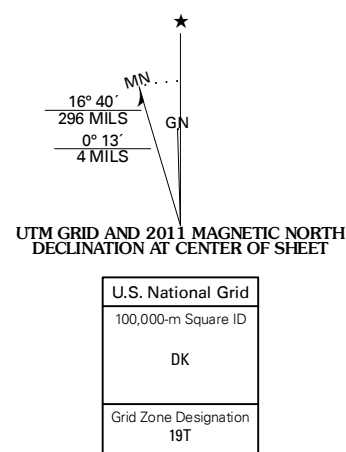 ★
MN
16° 40´
296 MILS
GN
0° 13´
4 MILS
UTM GRID AND 2011 MAGNETIC NORTH
DECLINATION AT CENTER OF SHEET
U.S. National Grid
100,000-m Square ID
DK
Grid Zone Designation
19T